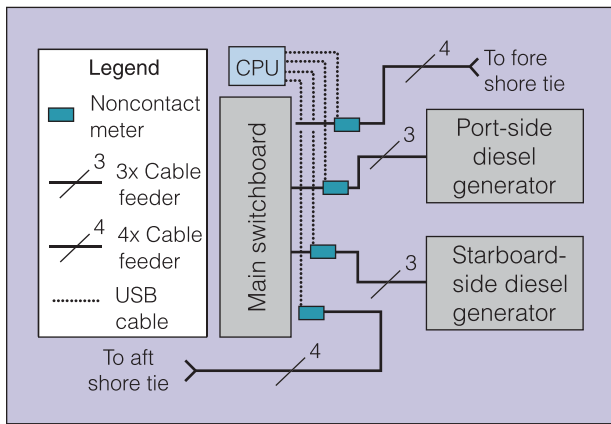 Legend
Noncontact
meter
3
3x Cable
feeder
4
4x Cable
feeder
USB
cable
CPU
Main switchboard
4
To fore
shore tie
3
Port-side
diesel
generator
3
Starboard-
side diesel
generator
To aft
shore tie
4